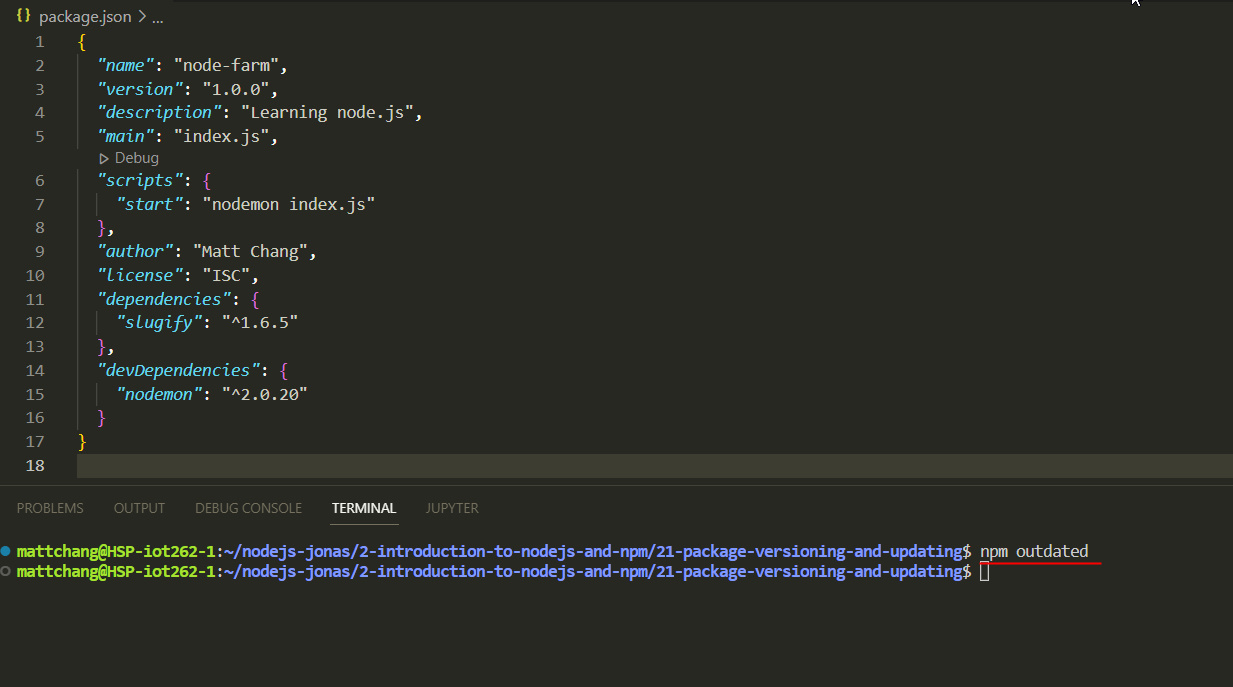 {} package.json > ...
1 {
2 "name": "node-farm",
3 "version": "1.0.0",
4 "description": "Learning node.js",
5 "main": "index.js",
Debug
6 "scripts": {
7 "start": "nodemon index.js"
8 },
9 "author": "Matt Chang",
10 "license": "ISC",
11 "dependencies": {
12 "slugify": "^1.6.5"
13 },
14 "devDependencies": {
15 "nodemon": "^2.0.20"
16 }
17 }
18
PROBLEMS OUTPUT DEBUG CONSOLE TERMINAL JUPYTER
mattchang@HSP-iot262-1:~/nodejs-jonas/2-introduction-to-nodejs-and-npm/21-package-versioning-and-updating$ npm outdated
mattchang@HSP-iot262-1:~/nodejs-jonas/2-introduction-to-nodejs-and-npm/21-package-versioning-and-updating$